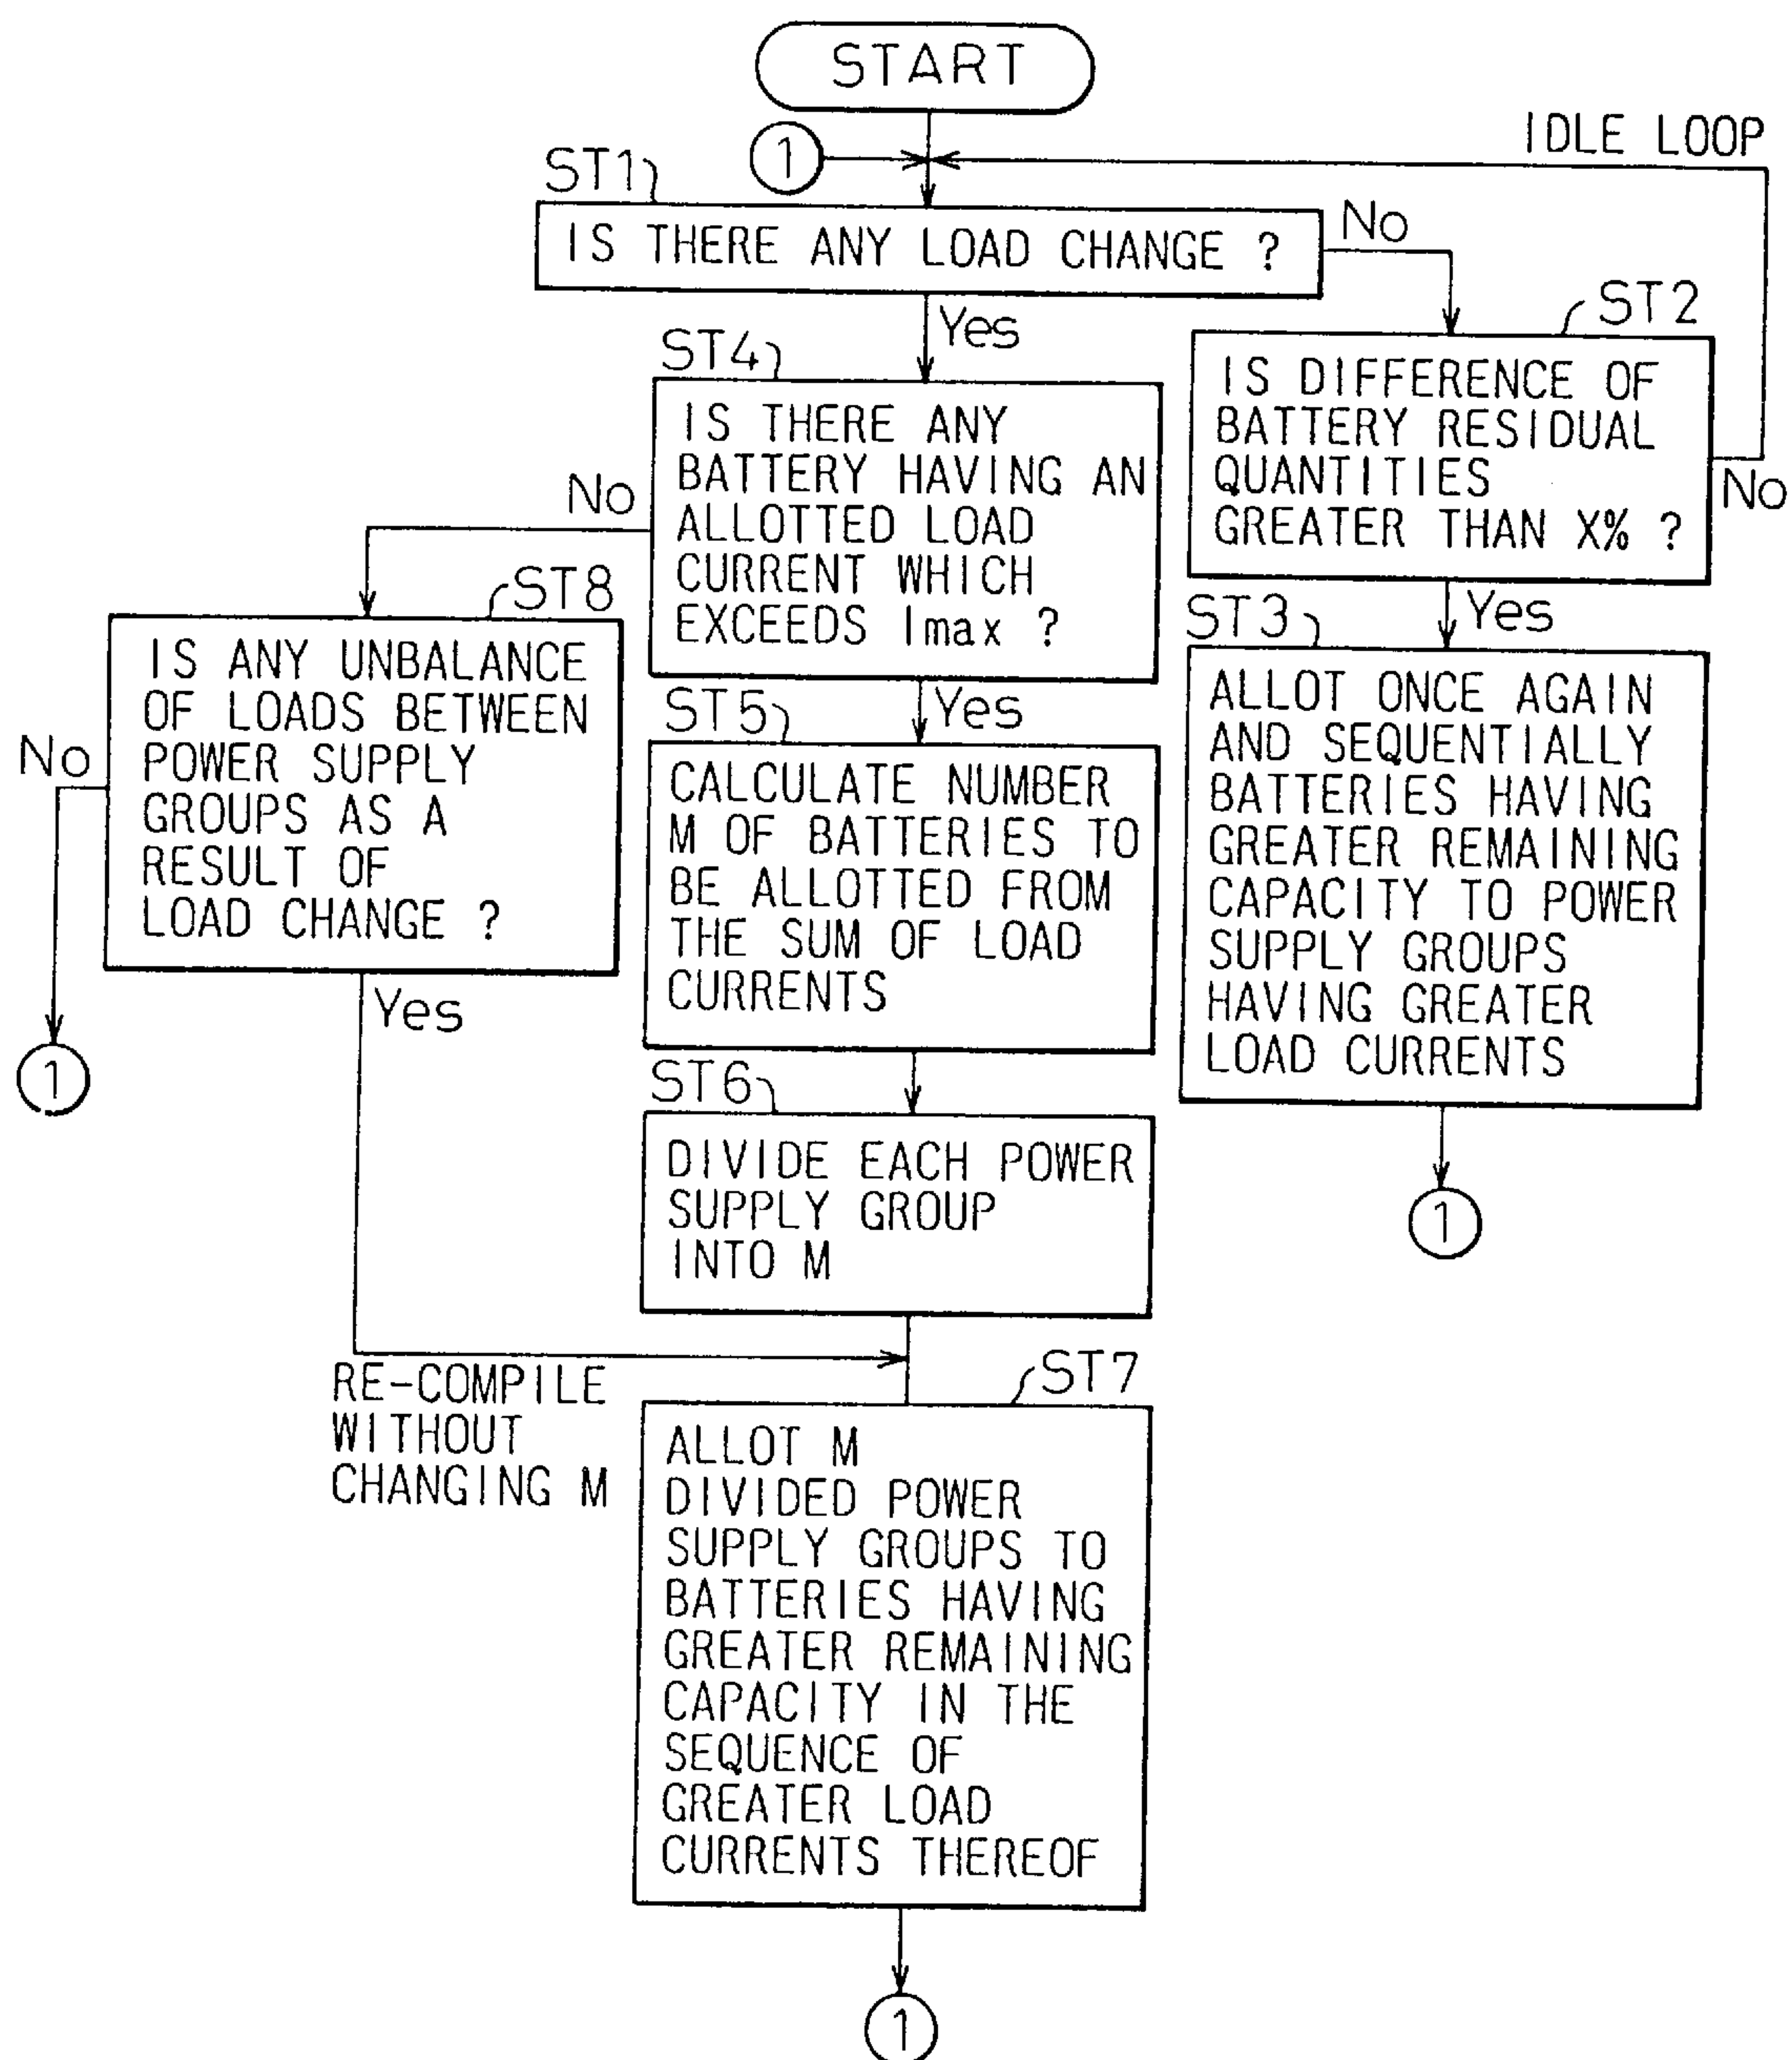 START
1
IDLE LOOP
ST1
IS THERE ANY LOAD CHANGE ?
No
Yes
ST2
IS DIFFERENCE OF
BATTERY RESIDUAL
QUANTITIES
GREATER THAN X% ?
No
Yes
ST4
IS THERE ANY
BATTERY HAVING AN
ALLOTTED LOAD
CURRENT WHICH
EXCEEDS Imax ?
No
Yes
ST8
IS ANY UNBALANCE
OF LOADS BETWEEN
POWER SUPPLY
GROUPS AS A
RESULT OF
LOAD CHANGE ?
No
Yes
1
ST5
CALCULATE NUMBER
M OF BATTERIES TO
BE ALLOTTED FROM
THE SUM OF LOAD
CURRENTS
ST3
ALLOT ONCE AGAIN
AND SEQUENTIALLY
BATTERIES HAVING
GREATER REMAINING
CAPACITY TO POWER
SUPPLY GROUPS
HAVING GREATER
LOAD CURRENTS
1
ST6
DIVIDE EACH POWER
SUPPLY GROUP
INTO M
RE-COMPILE
WITHOUT
CHANGING M
ST7
ALLOT M
DIVIDED POWER
SUPPLY GROUPS TO
BATTERIES HAVING
GREATER REMAINING
CAPACITY IN THE
SEQUENCE OF
GREATER LOAD
CURRENTS THEREOF
1